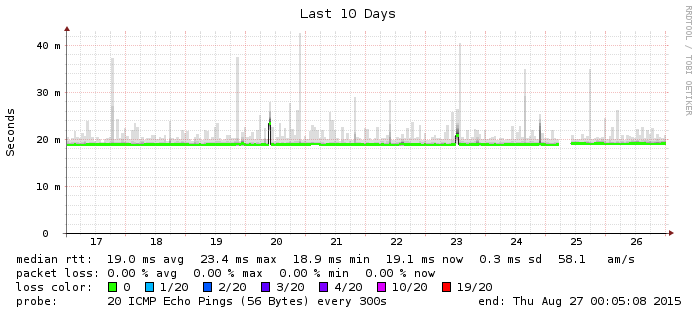 Last 10 Days
RRDTOOL / TOBI OETIKER
Seconds
40 m
30 m
20 m
10 m
0
17 18 19 20 21 22 23 24 25 26
median rtt: 19.0 ms avg 23.4 ms max 18.9 ms min 19.1 ms now 0.3 ms sd 58.1 am/s
packet loss: 0.00 % avg 0.00 % max 0.00 % min 0.00 % now
loss color: 0 1/20 2/20 3/20 4/20 10/20 19/20
probe: 20 ICMP Echo Pings (56 Bytes) every 300s end: Thu Aug 27 00:05:08 2015